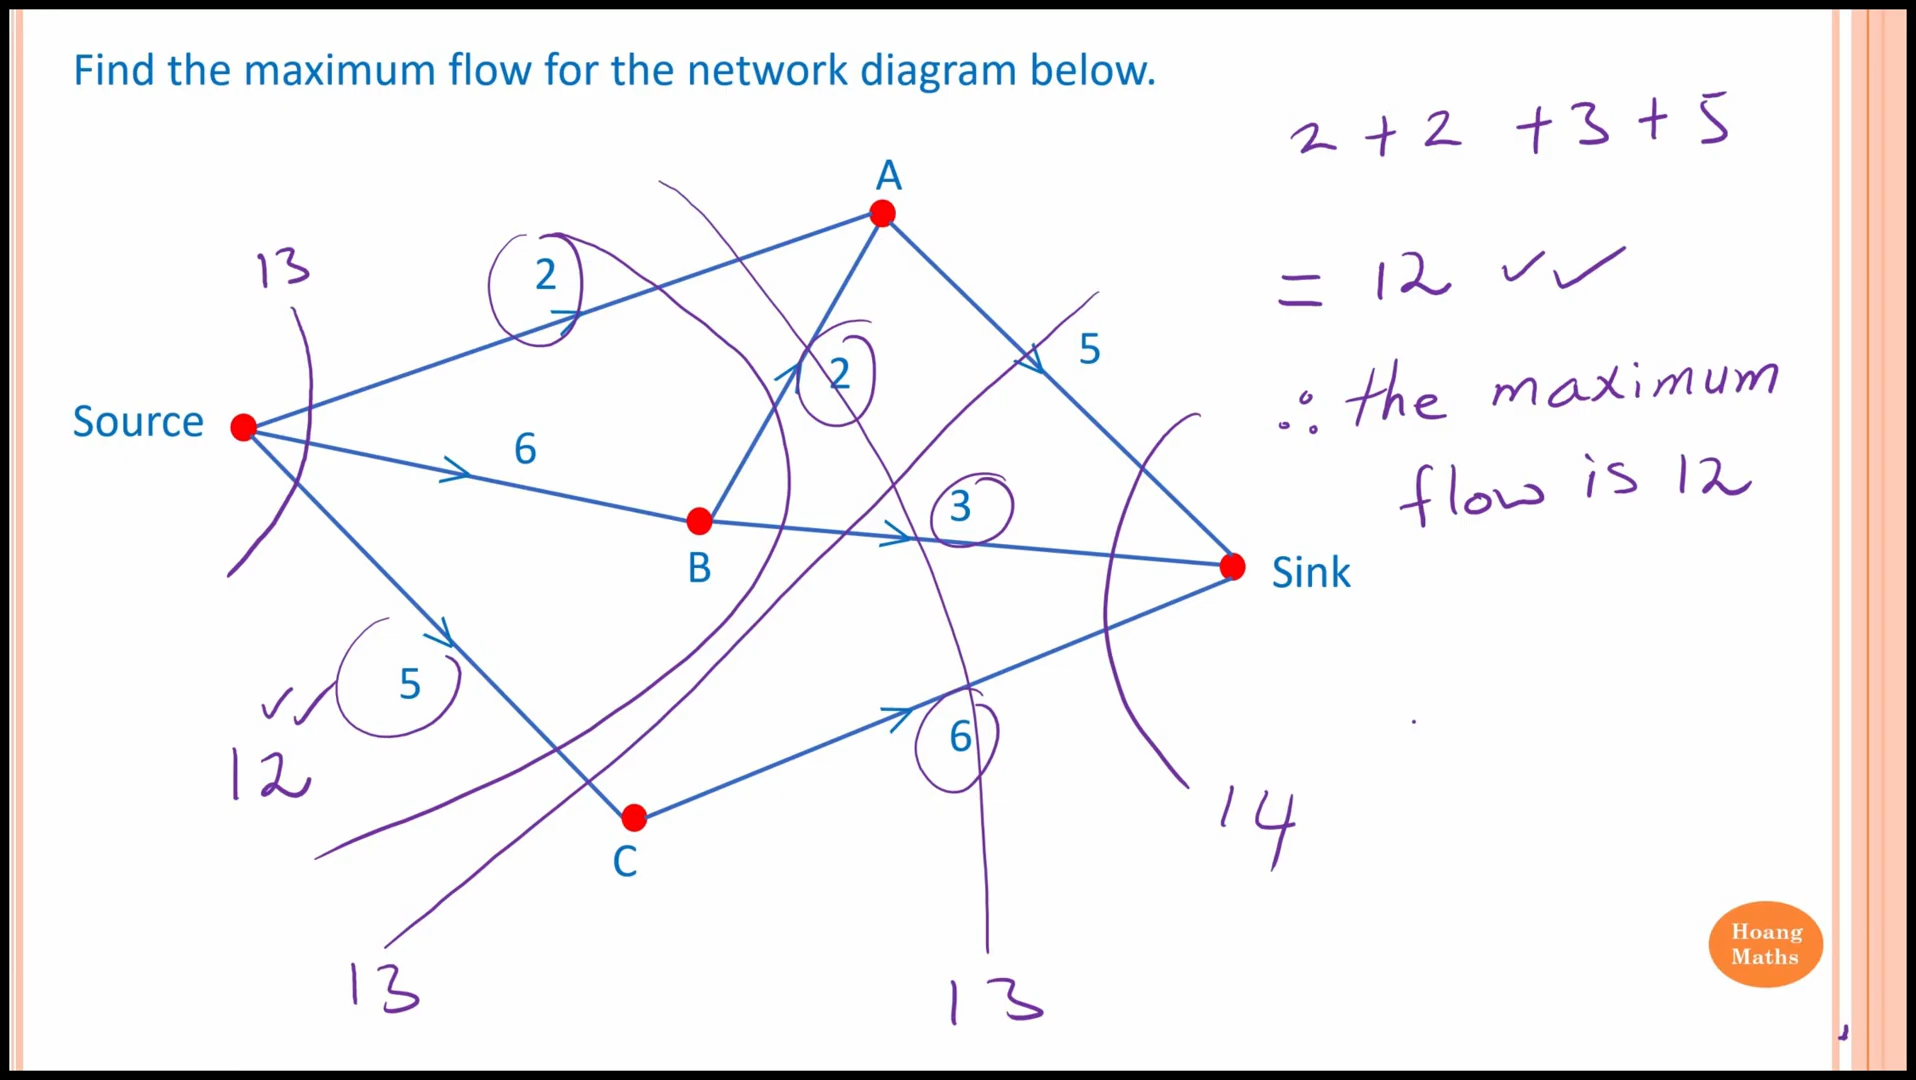 Find the maximum flow for the network diagram below.
2 + 2 + 3 + 5
= 12 ✓✓
∴ the maximum
flow is 12
A
13
2
2
5
Source
6
3
B
Sink
5
✓✓
12
6
14
C
13
13
Hoang
Maths